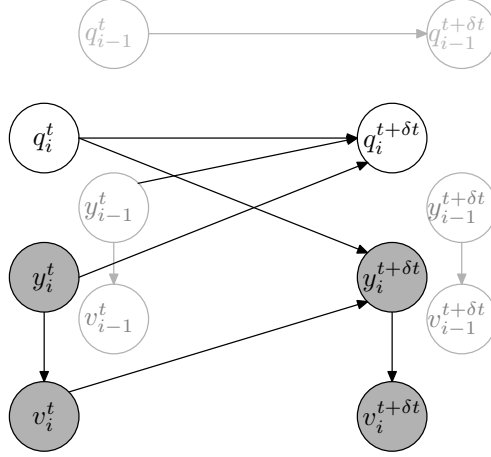 q_{i-1}^{t} q_{i-1}^{t+δt}
q_i^t q_i^{t+δt}
y_{i-1}^t y_{i-1}^{t+δt}
y_i^t y_i^{t+δt}
v_{i-1}^t v_{i-1}^{t+δt}
v_i^t v_i^{t+δt}